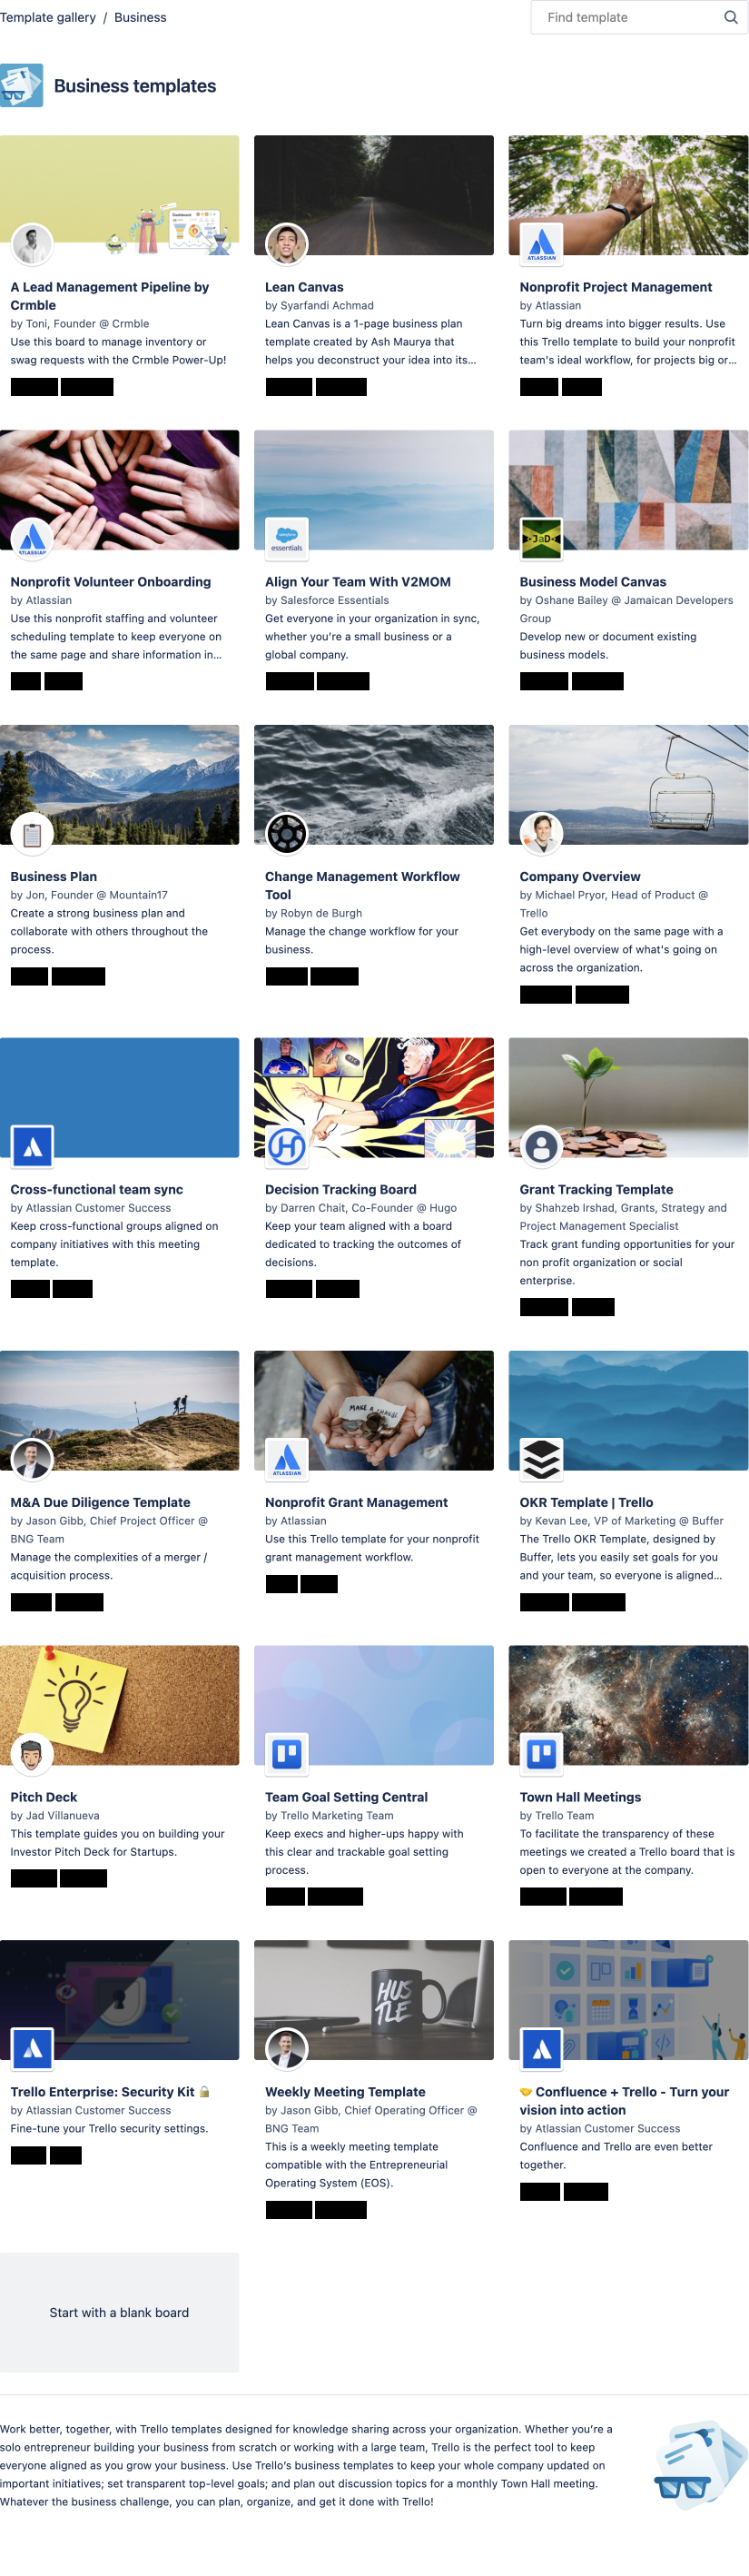 Template gallery / Business
Find template
Business templates
Dashboard
A Lead Management Pipeline by
Crmble
by Toni, Founder @ Crmble
Use this board to manage inventory or
swag requests with the Crmble Power-Up!
Lean Canvas
by Syarfandi Achmad
Lean Canvas is a 1-page business plan
template created by Ash Maurya that
helps you deconstruct your idea into its...
ATLASSIAN
Nonprofit Project Management
by Atlassian
Turn big dreams into bigger results. Use
this Trello template to build your nonprofit
team's ideal workflow, for projects big or...
ATLASSIAN
Nonprofit Volunteer Onboarding
by Atlassian
Use this nonprofit staffing and volunteer
scheduling template to keep everyone on
the same page and share information in...
essentials
Align Your Team With V2MOM
by Salesforce Essentials
Get everyone in your organization in sync,
whether you're a small business or a
global company.
JaD
Business Model Canvas
by Oshane Bailey @ Jamaican Developers
Group
Develop new or document existing
business models.
Business Plan
by Jon, Founder @ Mountain17
Create a strong business plan and
collaborate with others throughout the
process.
Change Management Workflow
Tool
by Robyn de Burgh
Manage the change workflow for your
business.
Company Overview
by Michael Pryor, Head of Product @
Trello
Get everybody on the same page with a
high-level overview of what's going on
across the organization.
Cross-functional team sync
by Atlassian Customer Success
Keep cross-functional groups aligned on
company initiatives with this meeting
template.
Decision Tracking Board
by Darren Chait, Co-Founder @ Hugo
Keep your team aligned with a board
dedicated to tracking the outcomes of
decisions.
Grant Tracking Template
by Shahzeb Irshad, Grants, Strategy and
Project Management Specialist
Track grant funding opportunities for your
non profit organization or social
enterprise.
M&A Due Diligence Template
by Jason Gibb, Chief Project Officer @
BNG Team
Manage the complexities of a merger /
acquisition process.
MAKE A CHANGE
ATLASSIAN
Nonprofit Grant Management
by Atlassian
Use this Trello template for your nonprofit
grant management workflow.
OKR Template | Trello
by Kevan Lee, VP of Marketing @ Buffer
The Trello OKR Template, designed by
Buffer, lets you easily set goals for you
and your team, so everyone is aligned...
Pitch Deck
by Jad Villanueva
This template guides you on building your
Investor Pitch Deck for Startups.
Team Goal Setting Central
by Trello Marketing Team
Keep execs and higher-ups happy with
this clear and trackable goal setting
process.
Town Hall Meetings
by Trello Team
To facilitate the transparency of these
meetings we created a Trello board that is
open to everyone at the company.
Trello Enterprise: Security Kit 🔒
by Atlassian Customer Success
Fine-tune your Trello security settings.
HUS
TLE
Weekly Meeting Template
by Jason Gibb, Chief Operating Officer @
BNG Team
This is a weekly meeting template
compatible with the Entrepreneurial
Operating System (EOS).
🤝 Confluence + Trello - Turn your
vision into action
by Atlassian Customer Success
Confluence and Trello are even better
together.
Start with a blank board
Work better, together, with Trello templates designed for knowledge sharing across your organization. Whether you're a
solo entrepreneur building your business from scratch or working with a large team, Trello is the perfect tool to keep
everyone aligned as you grow your business. Use Trello's business templates to keep your whole company updated on
important initiatives; set transparent top-level goals; and plan out discussion topics for a monthly Town Hall meeting.
Whatever the business challenge, you can plan, organize, and get it done with Trello!